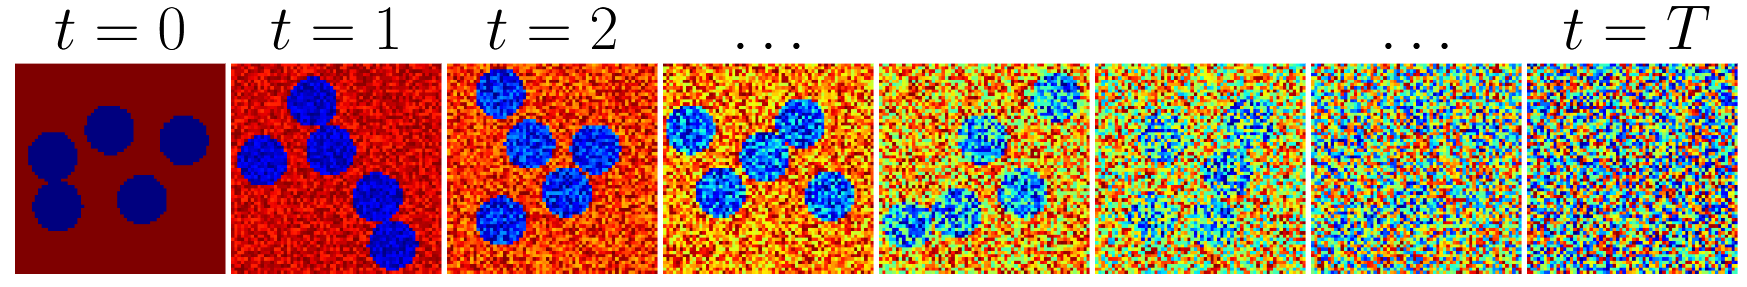 t = 0 t = 1 t = 2 ... ... t = T